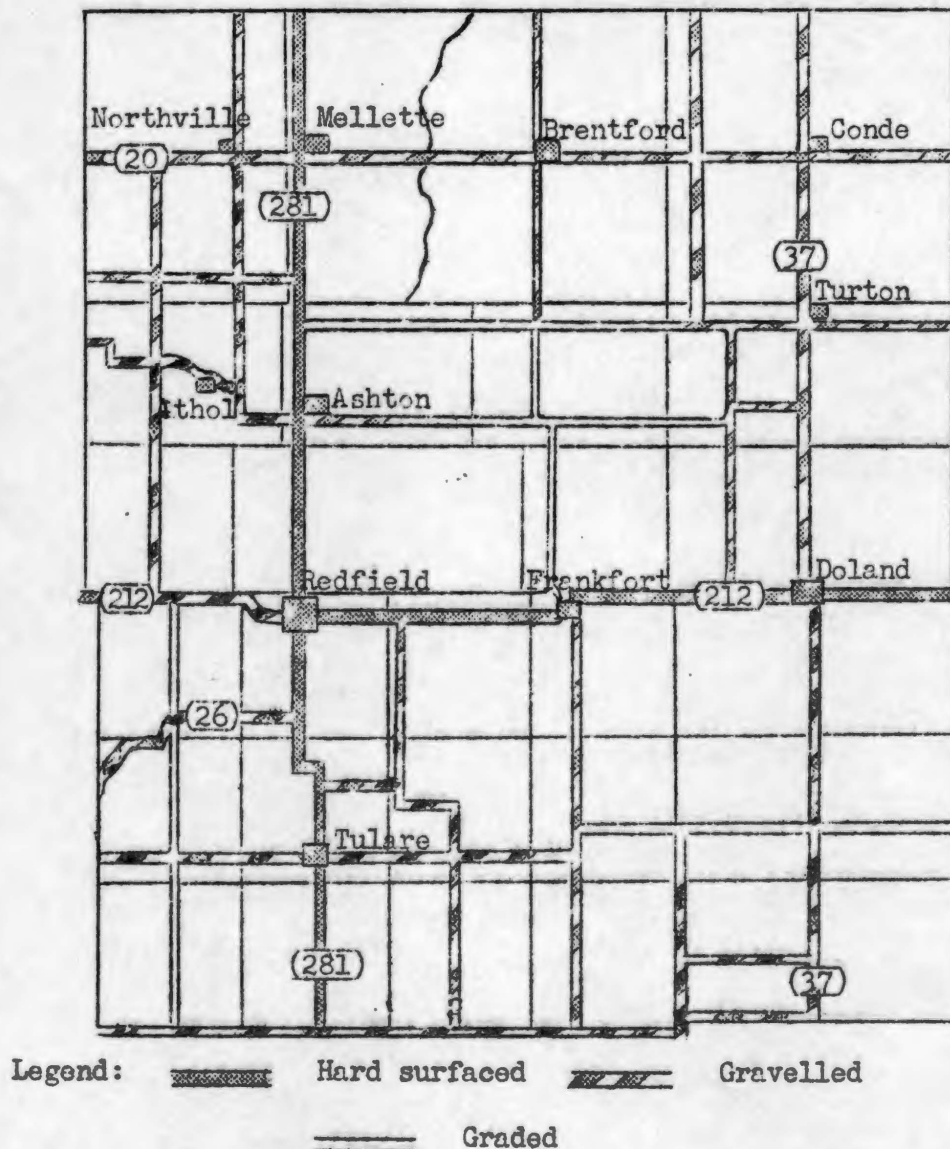 Northville Mellette Brentford Conde
(20)
(281)
(37)
Turton
Athol Ashton
Redfield Frankfort Doland
(212) (212)
(26)
Tulare
(281) (37)
Legend: Hard surfaced Gravelled
Graded